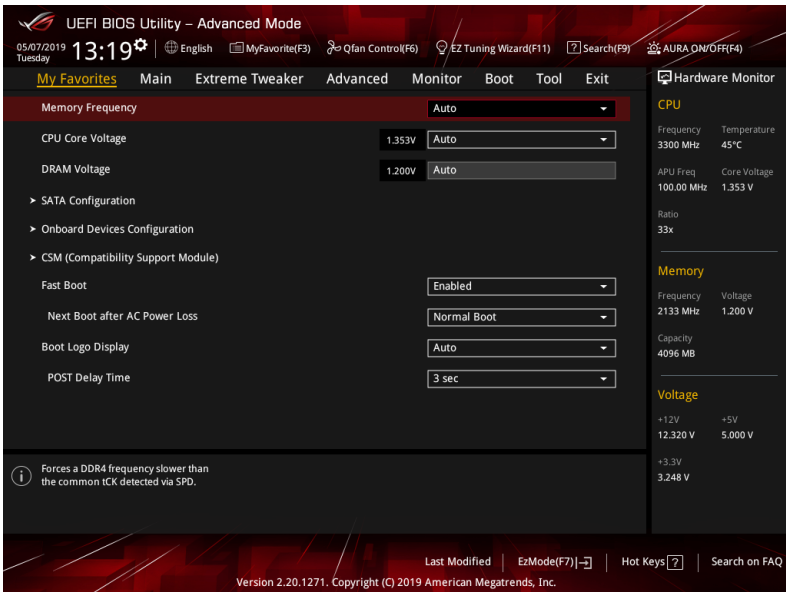 UEFI BIOS Utility – Advanced Mode
05/07/2019 Tuesday 13:19 English MyFavorite(F3) Qfan Control(F6) EZ Tuning Wizard(F11) ? Search(F9) AURA ON/OFF(F4)
My Favorites Main Extreme Tweaker Advanced Monitor Boot Tool Exit
Memory Frequency Auto
CPU Core Voltage 1.353V Auto
DRAM Voltage 1.200V Auto
> SATA Configuration
> Onboard Devices Configuration
> CSM (Compatibility Support Module)
Fast Boot Enabled
Next Boot after AC Power Loss Normal Boot
Boot Logo Display Auto
POST Delay Time 3 sec
i Forces a DDR4 frequency slower than
the common tCK detected via SPD.
Hardware Monitor
CPU
Frequency Temperature
3300 MHz 45°C
APU Freq Core Voltage
100.00 MHz 1.353 V
Ratio
33x
Memory
Frequency Voltage
2133 MHz 1.200 V
Capacity
4096 MB
Voltage
+12V +5V
12.320 V 5.000 V
+3.3V
3.248 V
Last Modified EzMode(F7) Hot Keys ? Search on FAQ
Version 2.20.1271. Copyright (C) 2019 American Megatrends, Inc.